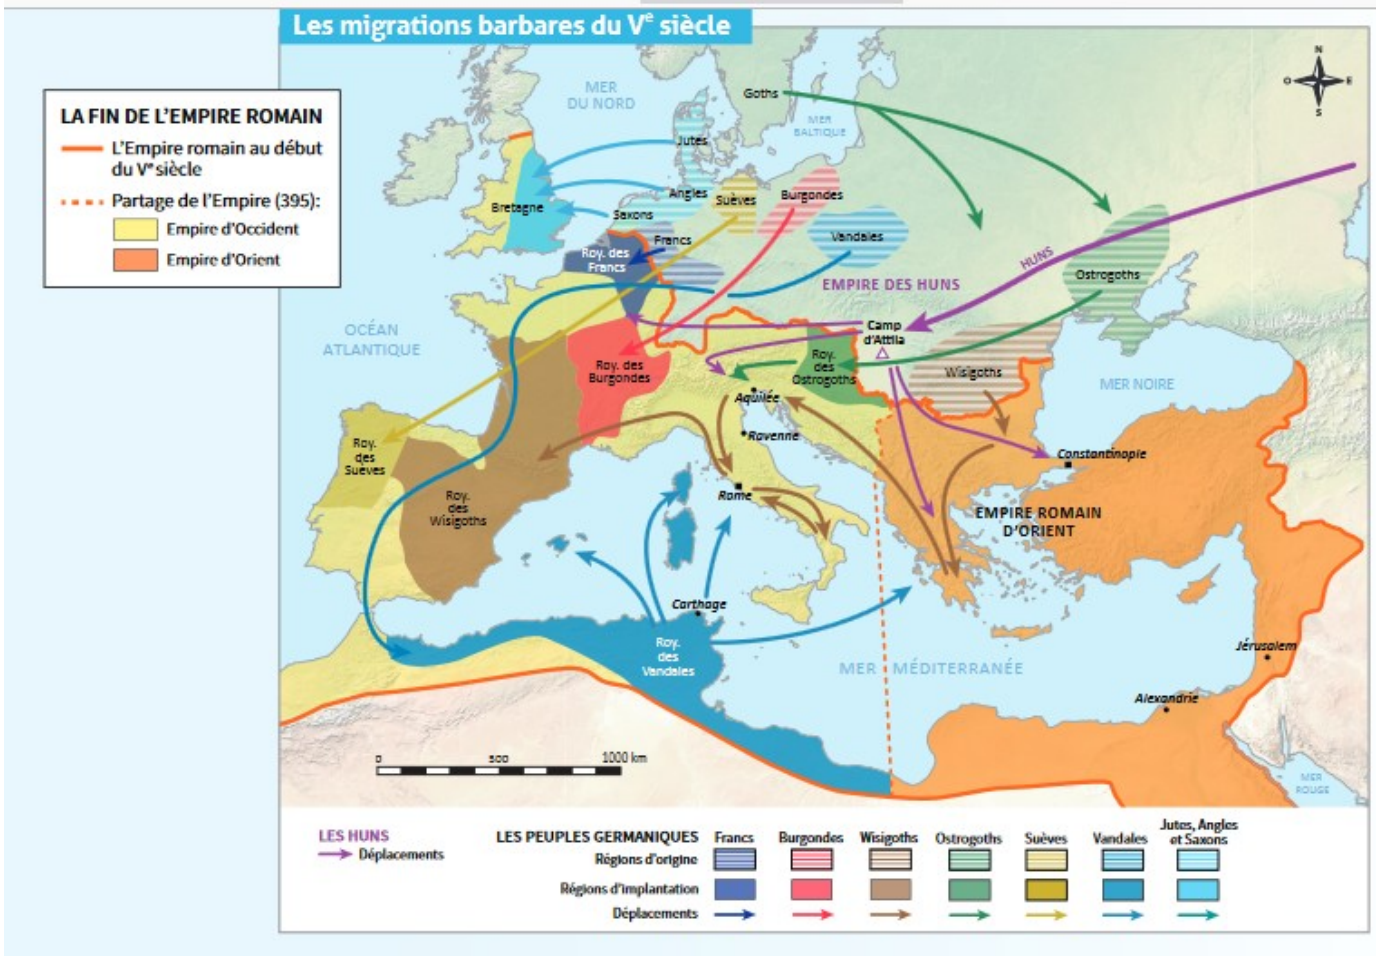 Les migrations barbares du Vᵉ siècle
LA FIN DE L'EMPIRE ROMAIN
L'Empire romain au début
du Vᵉ siècle
Partage de l'Empire (395):
Empire d'Occident
Empire d'Orient
N
O
E
S
MER
DU NORD
Goths
MER
BALTIQUE
Jutes
Angles
Suèves
Burgondes
Bretagne
Saxons
Francs
Vandales
Roy. des
Francs
HUNS
Ostrogoths
EMPIRE DES HUNS
OCÉAN
ATLANTIQUE
Camp
d'Attila
Roy. des
Burgondes
Roy.
des
Ostrogoths
Wisigoths
MER NOIRE
Aquilée
Ravenne
Roy.
des
Suèves
Constantinople
Roy.
des
Wisigoths
Rome
EMPIRE ROMAIN
D'ORIENT
Carthage
Roy.
des
Vandales
MER MÉDITERRANÉE
Jérusalem
Alexandrie
0
500
1000 km
MER
ROUGE
LES HUNS
Déplacements
LES PEUPLES GERMANIQUES
Francs
Burgondes
Wisigoths
Ostrogoths
Suèves
Vandales
Jutes, Angles
et Saxons
Régions d'origine
Régions d'implantation
Déplacements